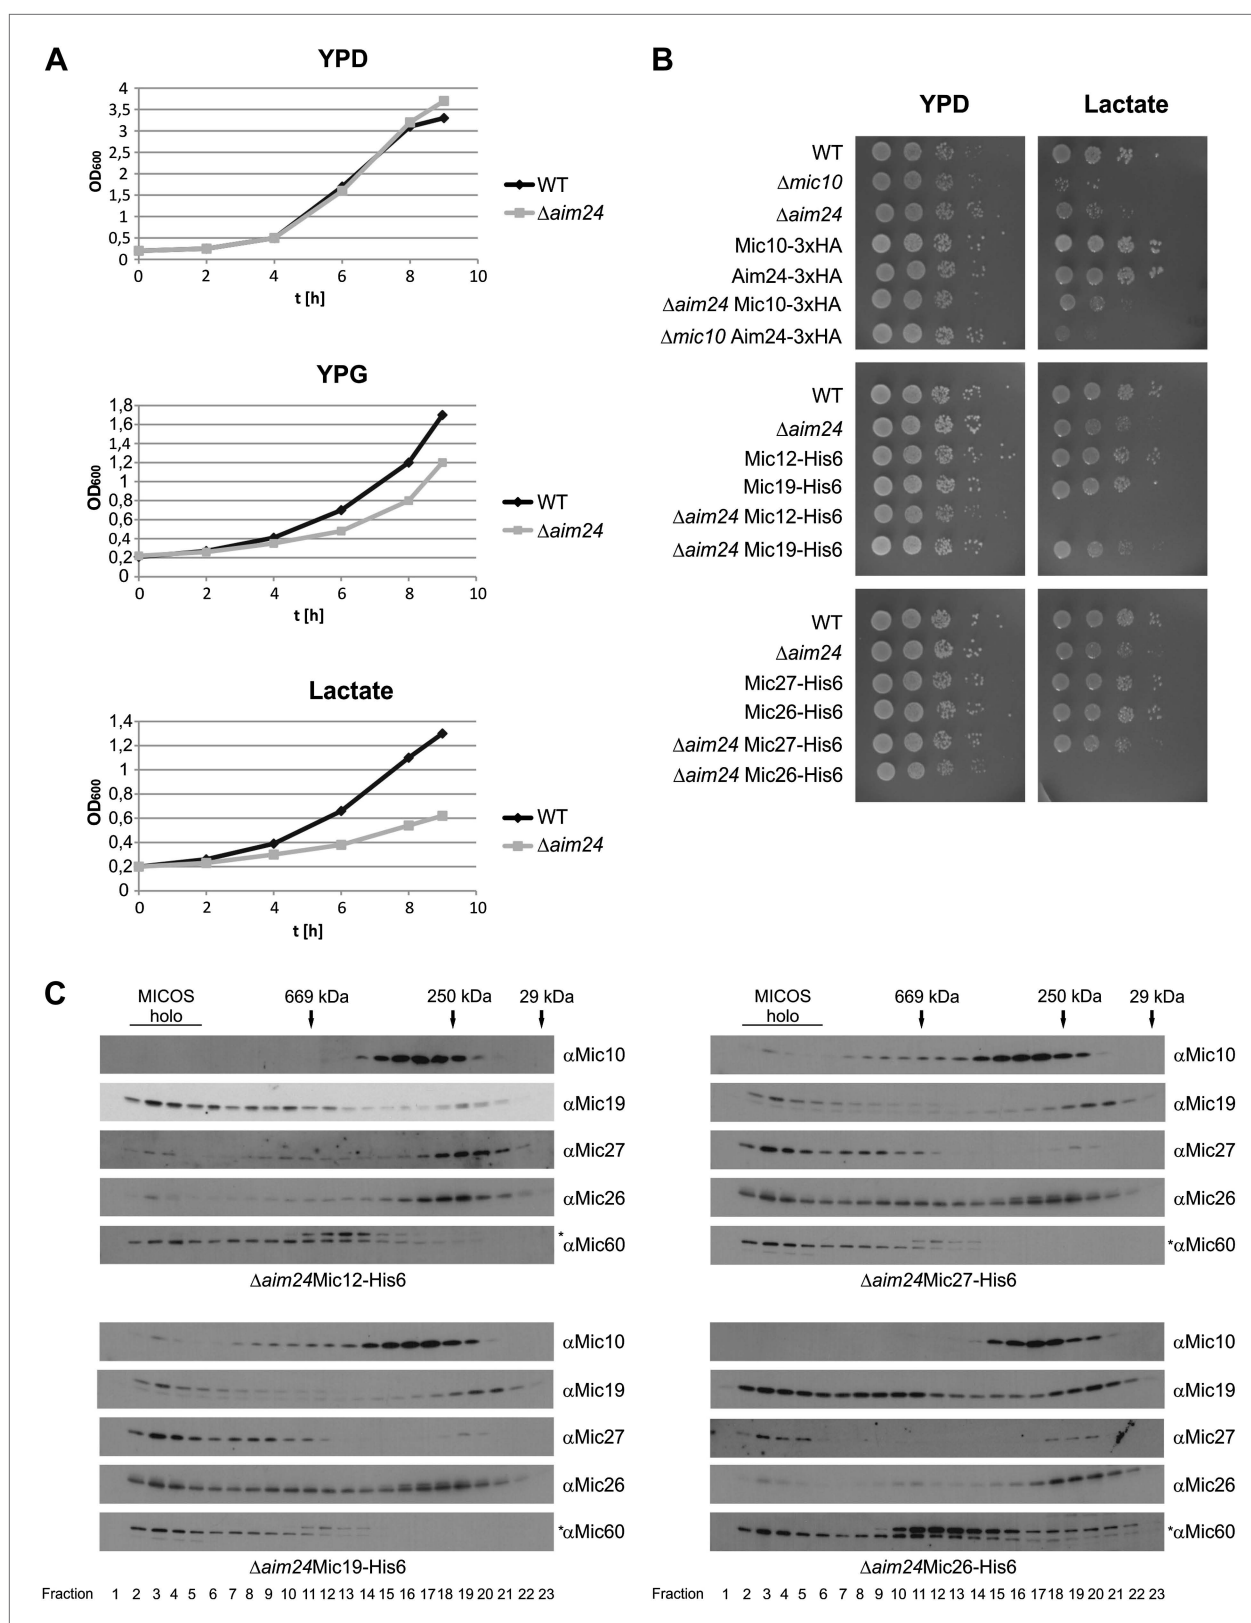 A
YPD
4
3,5
3
2,5
2
1,5
1
0,5
0
OD600
0 2 4 6 8 10
t [h]
WT
Δaim24
YPG
1,8
1,6
1,4
1,2
1
0,8
0,6
0,4
0,2
0
OD600
0 2 4 6 8 10
t [h]
WT
Δaim24
Lactate
1,4
1,2
1
0,8
0,6
0,4
0,2
0
OD600
0 2 4 6 8 10
t [h]
WT
Δaim24
B
YPD Lactate
WT
Δmic10
Δaim24
Mic10-3xHA
Aim24-3xHA
Δaim24 Mic10-3xHA
Δmic10 Aim24-3xHA
WT
Δaim24
Mic12-His6
Mic19-His6
Δaim24 Mic12-His6
Δaim24 Mic19-His6
WT
Δaim24
Mic27-His6
Mic26-His6
Δaim24 Mic27-His6
Δaim24 Mic26-His6
C
MICOS holo 669 kDa 250 kDa 29 kDa
αMic10
αMic19
αMic27
αMic26
*αMic60
Δaim24Mic12-His6
αMic10
αMic19
αMic27
αMic26
*αMic60
Δaim24Mic19-His6
Fraction 1 2 3 4 5 6 7 8 9 10 11 12 13 14 15 16 17 18 19 20 21 22 23
MICOS holo 669 kDa 250 kDa 29 kDa
αMic10
αMic19
αMic27
αMic26
*αMic60
Δaim24Mic27-His6
αMic10
αMic19
αMic27
αMic26
*αMic60
Δaim24Mic26-His6
Fraction 1 2 3 4 5 6 7 8 9 10 11 12 13 14 15 16 17 18 19 20 21 22 23